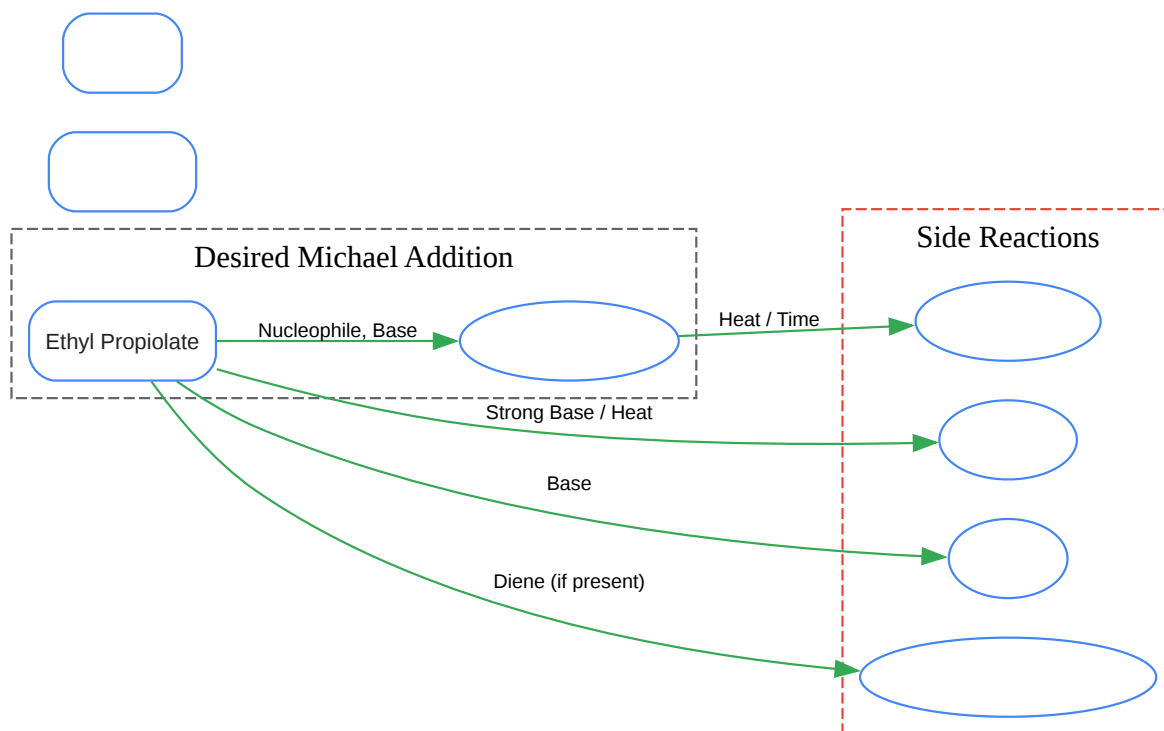 Desired Michael Addition
Side Reactions
Ethyl Propiolate
Nucleophile, Base
Heat / Time
Strong Base / Heat
Base
Diene (if present)